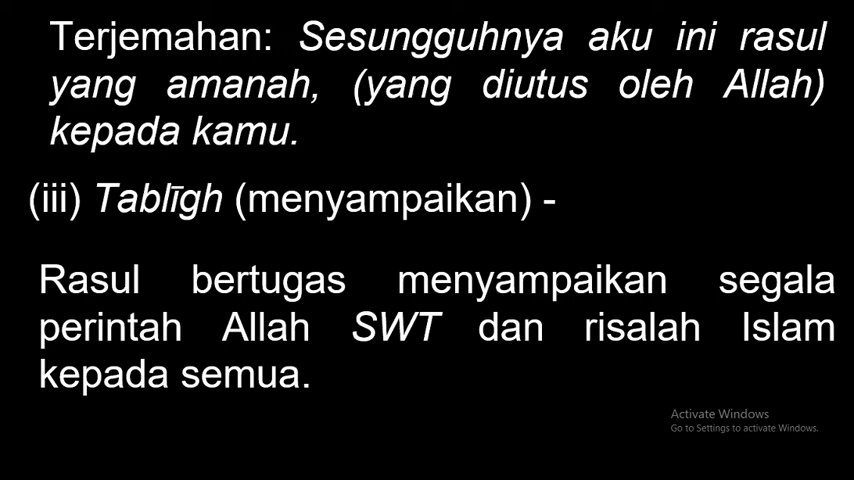 Terjemahan: Sesungguhnya aku ini rasul
yang amanah, (yang diutus oleh Allah)
kepada kamu.
(iii) Tablīgh (menyampaikan) -
Rasul bertugas menyampaikan segala
perintah Allah SWT dan risalah Islam
kepada semua.
Activate Windows
Go to Settings to activate Windows.